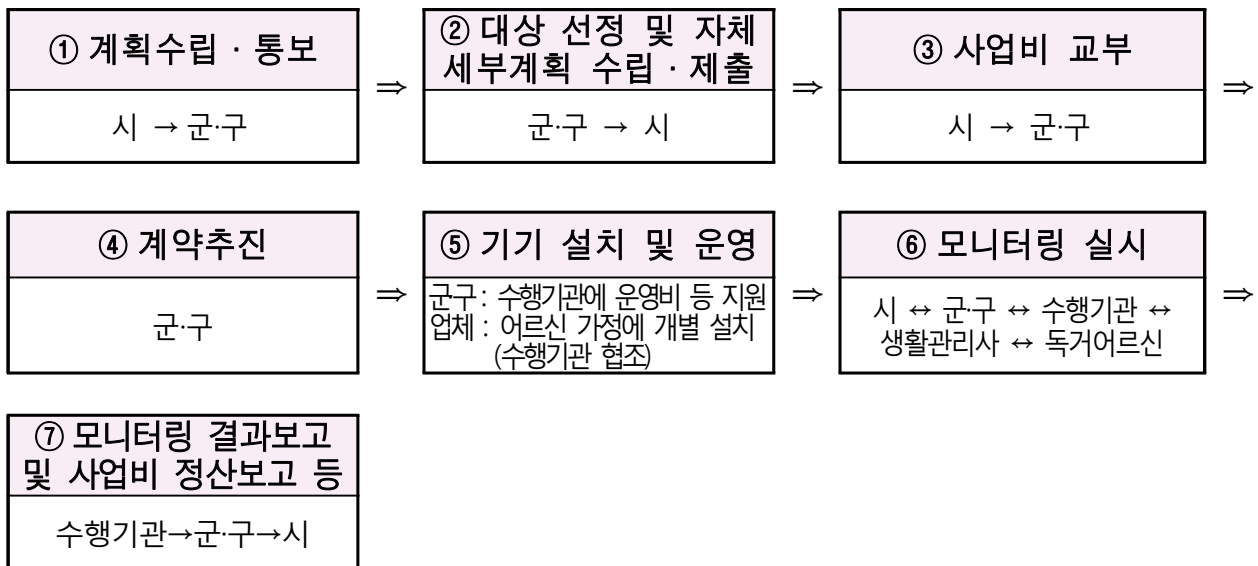 ① 계획수립 · 통보
시 → 군·구
⇒
② 대상 선정 및 자체
세부계획 수립 · 제출
군·구 → 시
⇒
③ 사업비 교부
시 → 군·구
⇒
④ 계약추진
군·구
⇒
⑤ 기기 설치 및 운영
군구 : 수행기관에 운영비 등 지원
업체 : 어르신 가정에 개별 설치
(수행기관 협조)
⇒
⑥ 모니터링 실시
시 ↔ 군·구 ↔ 수행기관 ↔
생활관리사 ↔ 독거어르신
⇒
⑦ 모니터링 결과보고
및 사업비 정산보고 등
수행기관→군·구→시